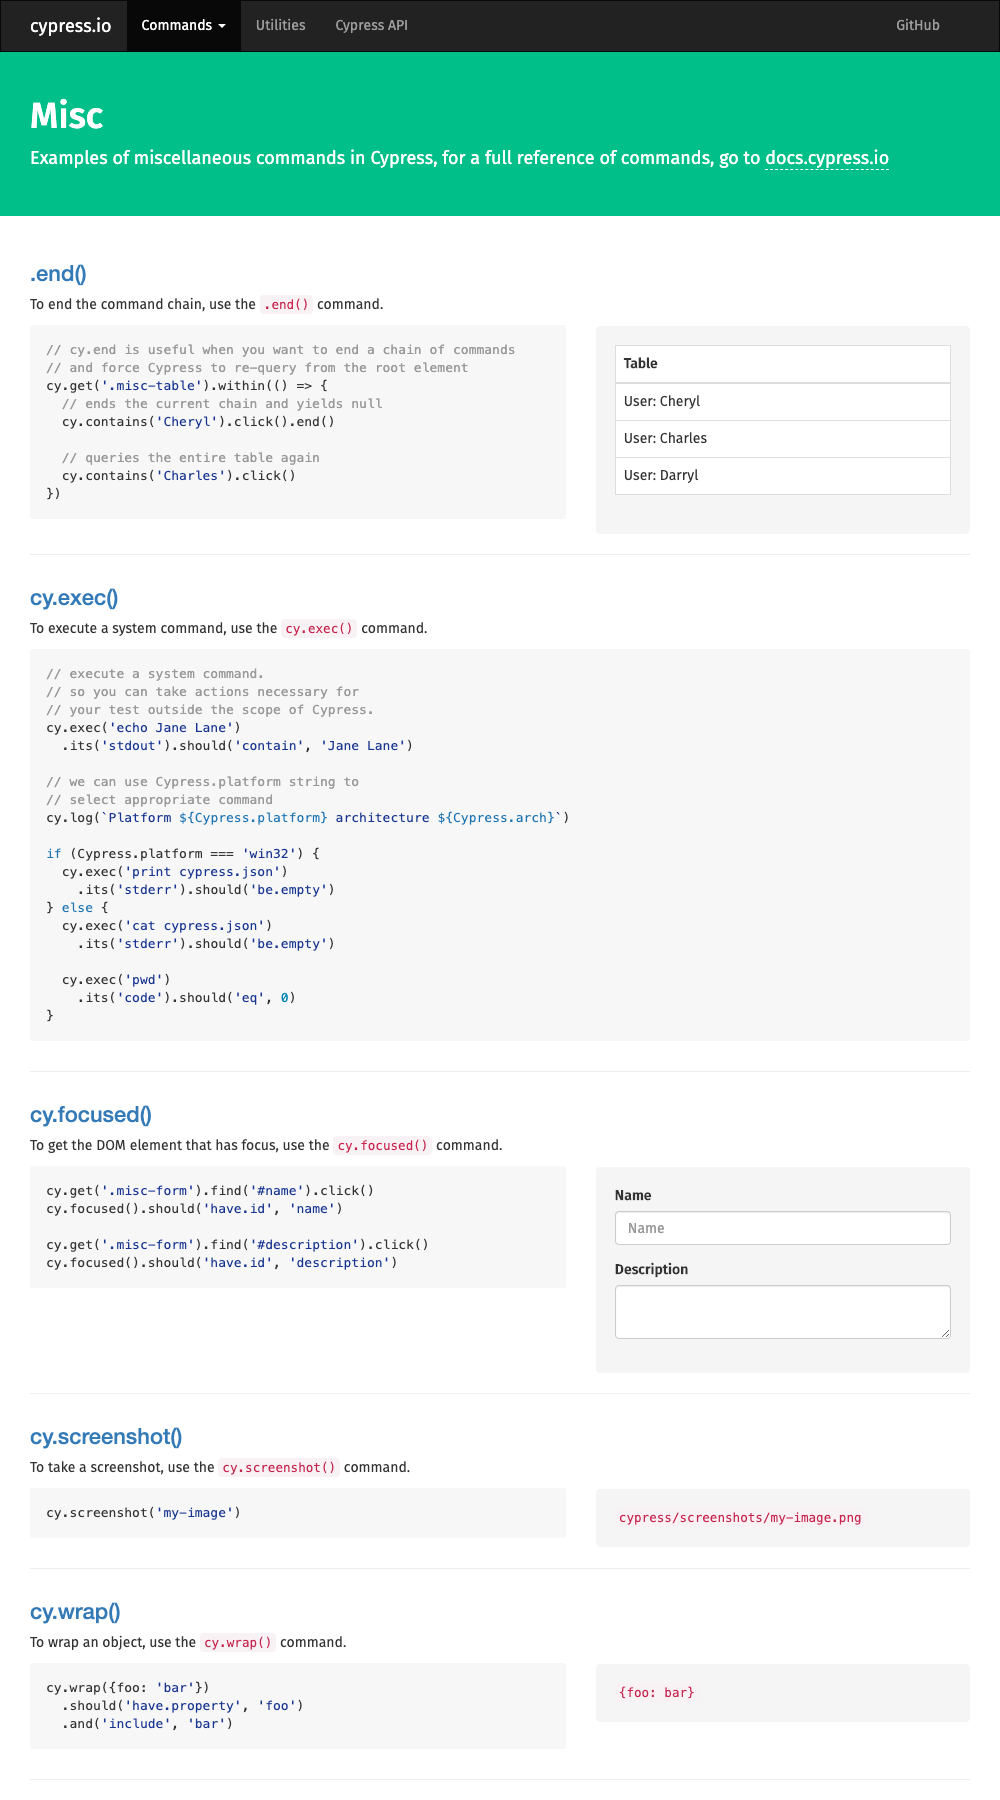 cypress.io Commands Utilities Cypress API GitHub
Misc
Examples of miscellaneous commands in Cypress, for a full reference of commands, go to docs.cypress.io
.end()
To end the command chain, use the .end() command.
// cy.end is useful when you want to end a chain of commands
// and force Cypress to re-query from the root element
cy.get('.misc-table').within(() => {
  // ends the current chain and yields null
  cy.contains('Cheryl').click().end()
  // queries the entire table again
  cy.contains('Charles').click()
})
Table
User: Cheryl
User: Charles
User: Darryl
cy.exec()
To execute a system command, use the cy.exec() command.
// execute a system command.
// so you can take actions necessary for
// your test outside the scope of Cypress.
cy.exec('echo Jane Lane')
  .its('stdout').should('contain', 'Jane Lane')
// we can use Cypress.platform string to
// select appropriate command
cy.log(`Platform ${Cypress.platform} architecture ${Cypress.arch}`)
if (Cypress.platform === 'win32') {
  cy.exec('print cypress.json')
    .its('stderr').should('be.empty')
} else {
  cy.exec('cat cypress.json')
    .its('stderr').should('be.empty')
  cy.exec('pwd')
    .its('code').should('eq', 0)
}
cy.focused()
To get the DOM element that has focus, use the cy.focused() command.
cy.get('.misc-form').find('#name').click()
cy.focused().should('have.id', 'name')
cy.get('.misc-form').find('#description').click()
cy.focused().should('have.id', 'description')
Name
Name
Description
cy.screenshot()
To take a screenshot, use the cy.screenshot() command.
cy.screenshot('my-image')
cypress/screenshots/my-image.png
cy.wrap()
To wrap an object, use the cy.wrap() command.
cy.wrap({foo: 'bar'})
  .should('have.property', 'foo')
  .and('include', 'bar')
{foo: bar}